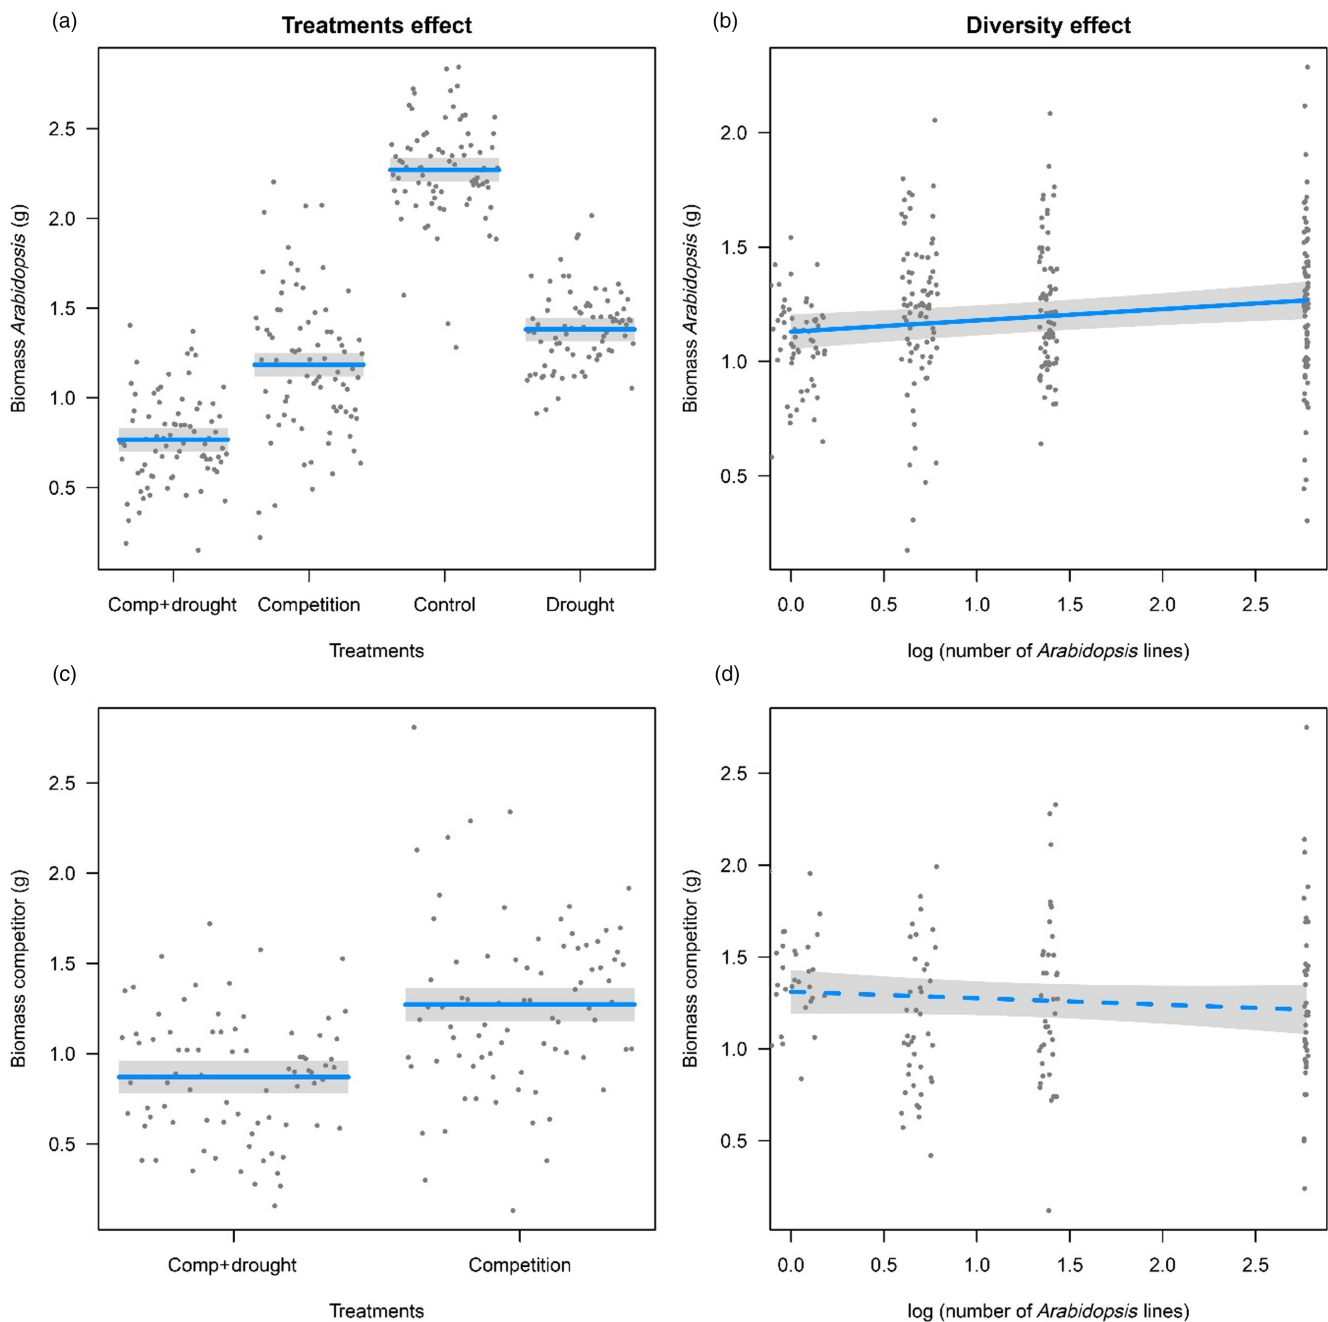 (a)
Treatments effect
Biomass Arabidopsis (g)
2.5
2.0
1.5
1.0
0.5
Comp+drought Competition Control Drought
Treatments
(b)
Diversity effect
Biomass Arabidopsis (g)
2.0
1.5
1.0
0.5
0.0 0.5 1.0 1.5 2.0 2.5
log (number of Arabidopsis lines)
(c)
Biomass competitor (g)
2.5
2.0
1.5
1.0
0.5
Comp+drought Competition
Treatments
(d)
Biomass competitor (g)
2.5
2.0
1.5
1.0
0.5
0.0 0.5 1.0 1.5 2.0 2.5
log (number of Arabidopsis lines)